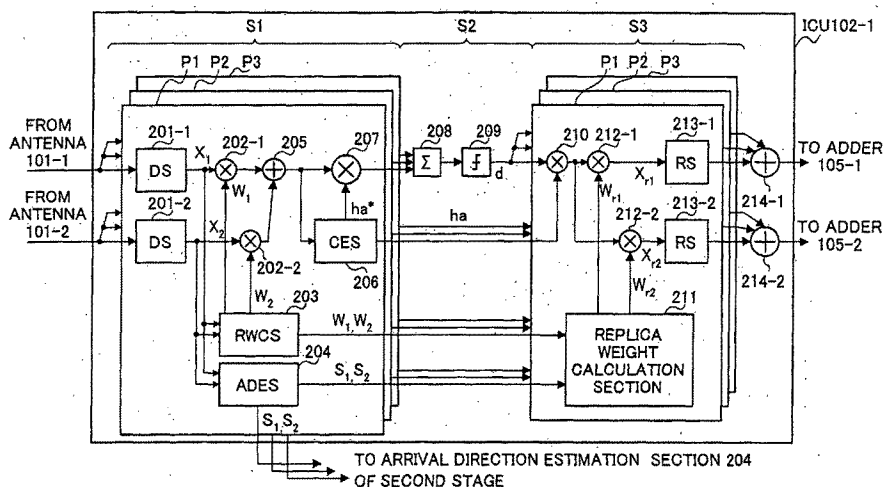 S1 S2 S3 ICU102-1
P1 P2 P3 P1 P2 P3
FROM
ANTENNA
101-1
201-1 202-1 205 207 208 209 210 212-1 213-1
DS X1 W1 Σ d Xr1 RS
TO ADDER
105-1
214-1
FROM
ANTENNA
101-2
201-2 ha* Wr1 213-2
DS X2 CES ha 212-2 RS
TO ADDER
105-2
202-2 206 Xr2 214-2
W2 203 Wr2 211
RWCS W1, W2
204
ADES S1, S2
REPLICA
WEIGHT
CALCULATION
SECTION
S1, S2
TO ARRIVAL DIRECTION ESTIMATION SECTION 204
OF SECOND STAGE